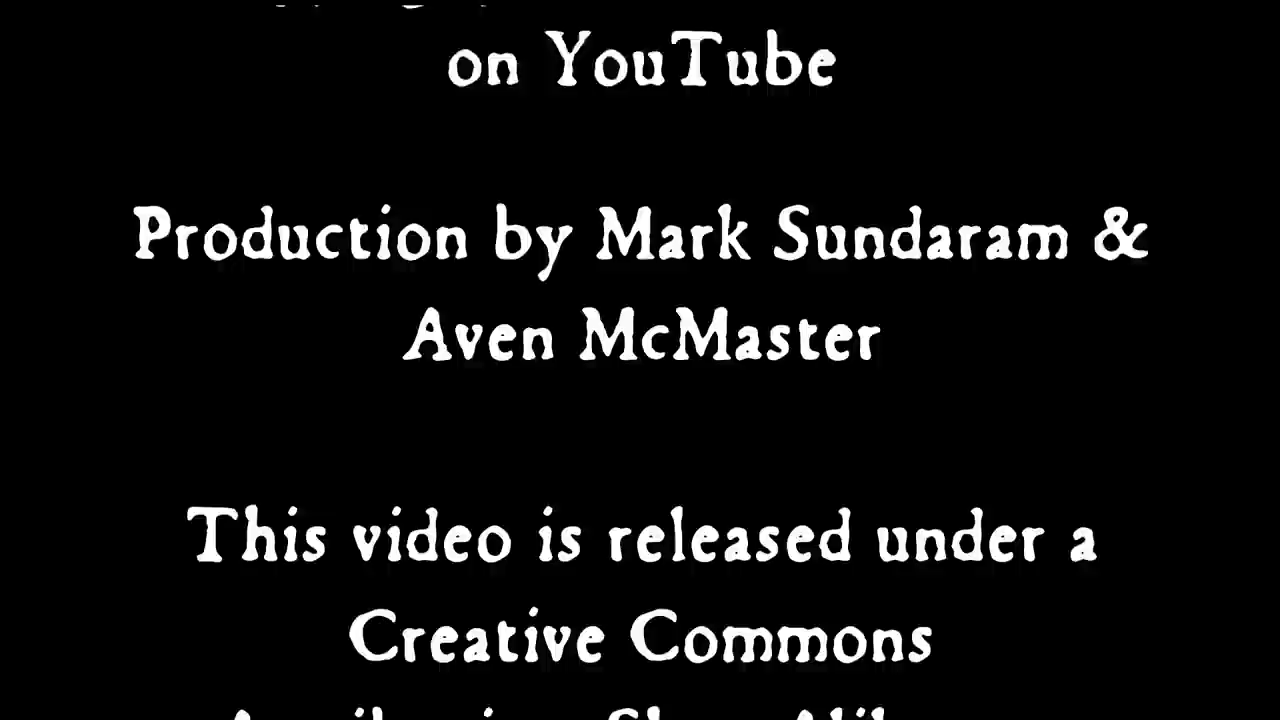 on YouTube
Production by Mark Sundaram &
Aven McMaster
This video is released under a
Creative Commons